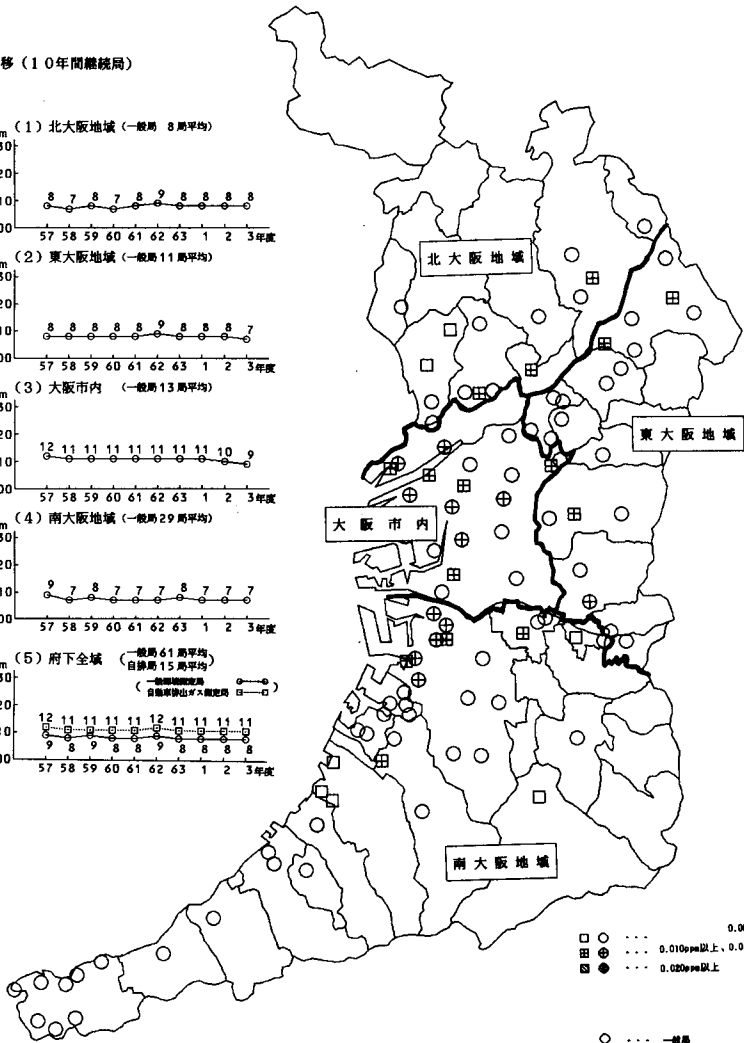 移（10年間継続局）
（1）北大阪地域（一般局 8局平均）
8 7 8 7 8 9 8 8 8 8
57 58 59 60 61 62 63 1 2 3年度
（2）東大阪地域（一般局11局平均）
8 8 8 8 8 9 8 8 8 7
57 58 59 60 61 62 63 1 2 3年度
（3）大阪市内 （一般局13局平均）
12 11 11 11 11 11 11 11 10 9
57 58 59 60 61 62 63 1 2 3年度
（4）南大阪地域（一般局29局平均）
9 7 8 7 7 7 8 7 7 7
57 58 59 60 61 62 63 1 2 3年度
（5）府下全域 （一般局61局平均
自排局15局平均）
（一般環境測定局
自動車排出ガス測定局）
12 11 11 11 11 12 11 11 11 11
9 8 9 8 8 9 8 8 8 8
57 58 59 60 61 62 63 1 2 3年度
北大阪地域
東大阪地域
大阪市内
南大阪地域
□ ○ ･･･ 0.0
⊞ ⊕ ･･･ 0.010ppm以上、0.0
･･･ 0.020ppm以上
○ ･･･ 一般局